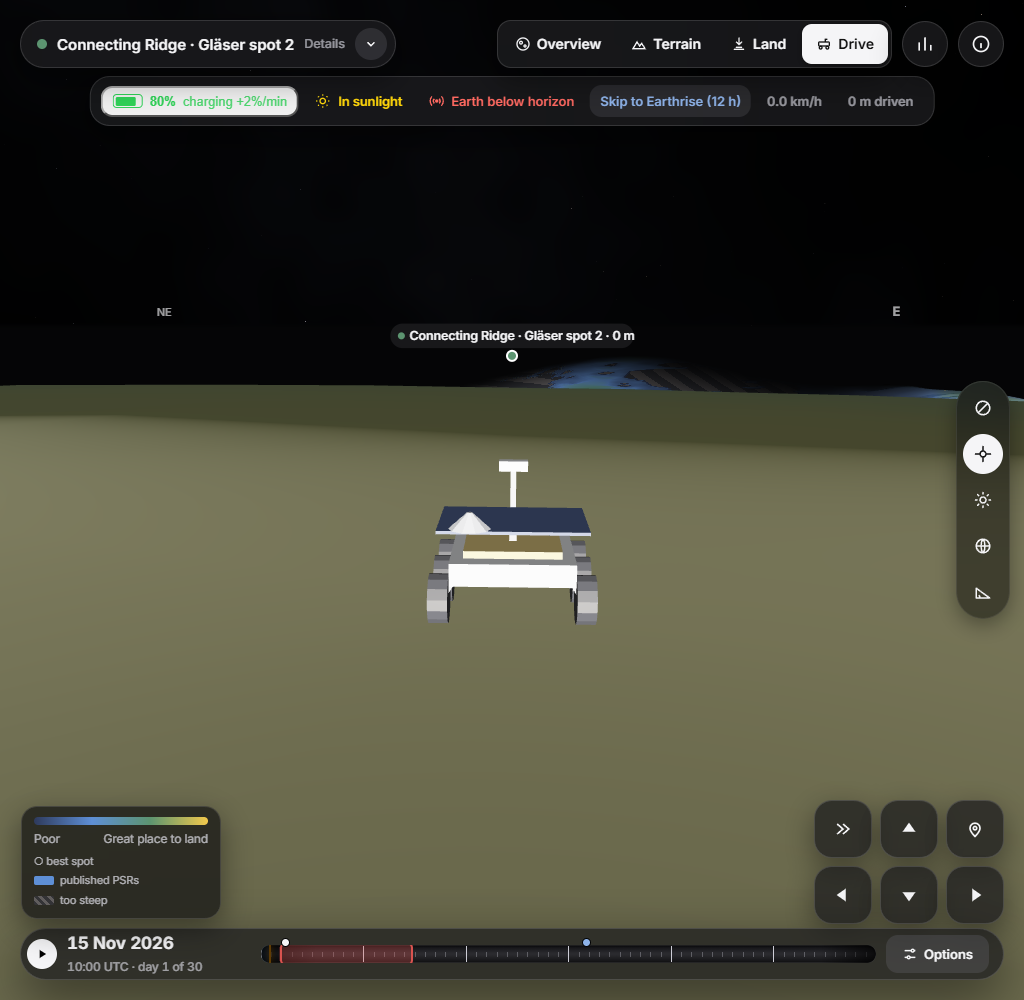 Connecting Ridge · Gläser spot 2 Details
Overview Terrain Land Drive
80% charging +2%/min In sunlight Earth below horizon Skip to Earthrise (12 h) 0.0 km/h 0 m driven
NE
E
Connecting Ridge · Gläser spot 2 · 0 m
Poor Great place to land
best spot
published PSRs
too steep
15 Nov 2026
10:00 UTC · day 1 of 30
Options